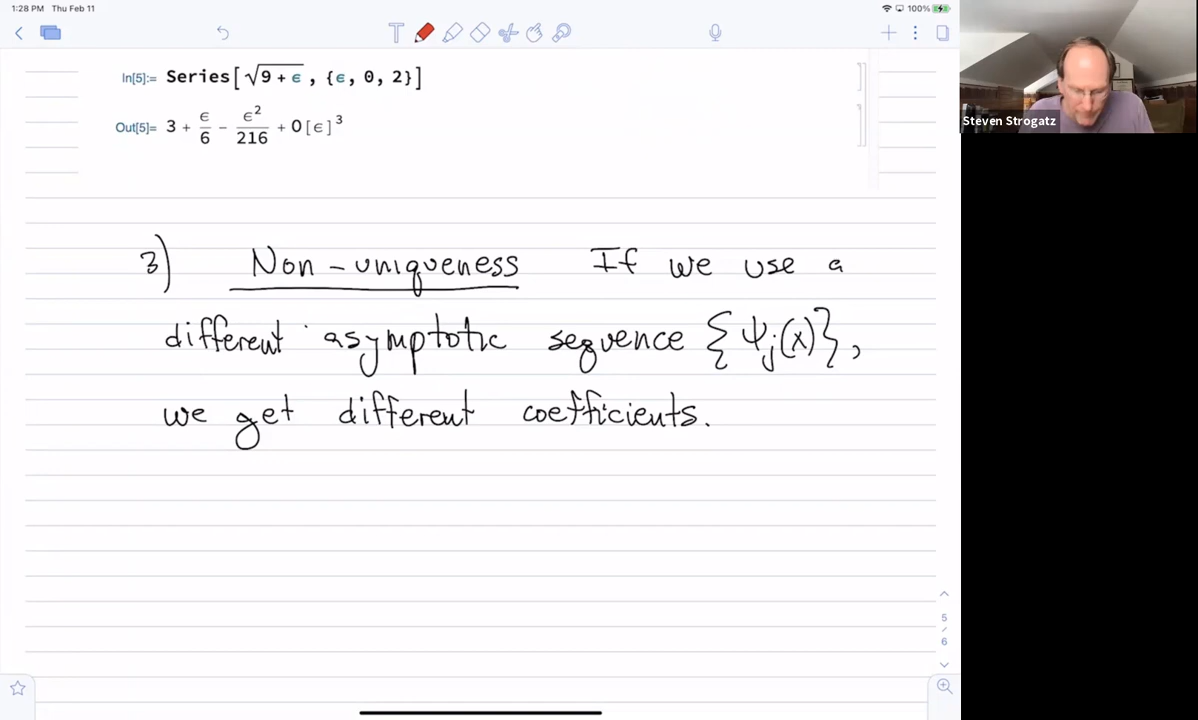 1:28 PM Thu Feb 11
100%
In[5]:= Series[√9 + ϵ , {ϵ, 0, 2}]
Out[5]= 3 + ϵ/6 - ϵ²/216 + O[ϵ]³
Steven Strogatz
3) Non-uniqueness If we use a
different asymptotic sequence {ψj(x)},
we get different coefficients.
5 / 6